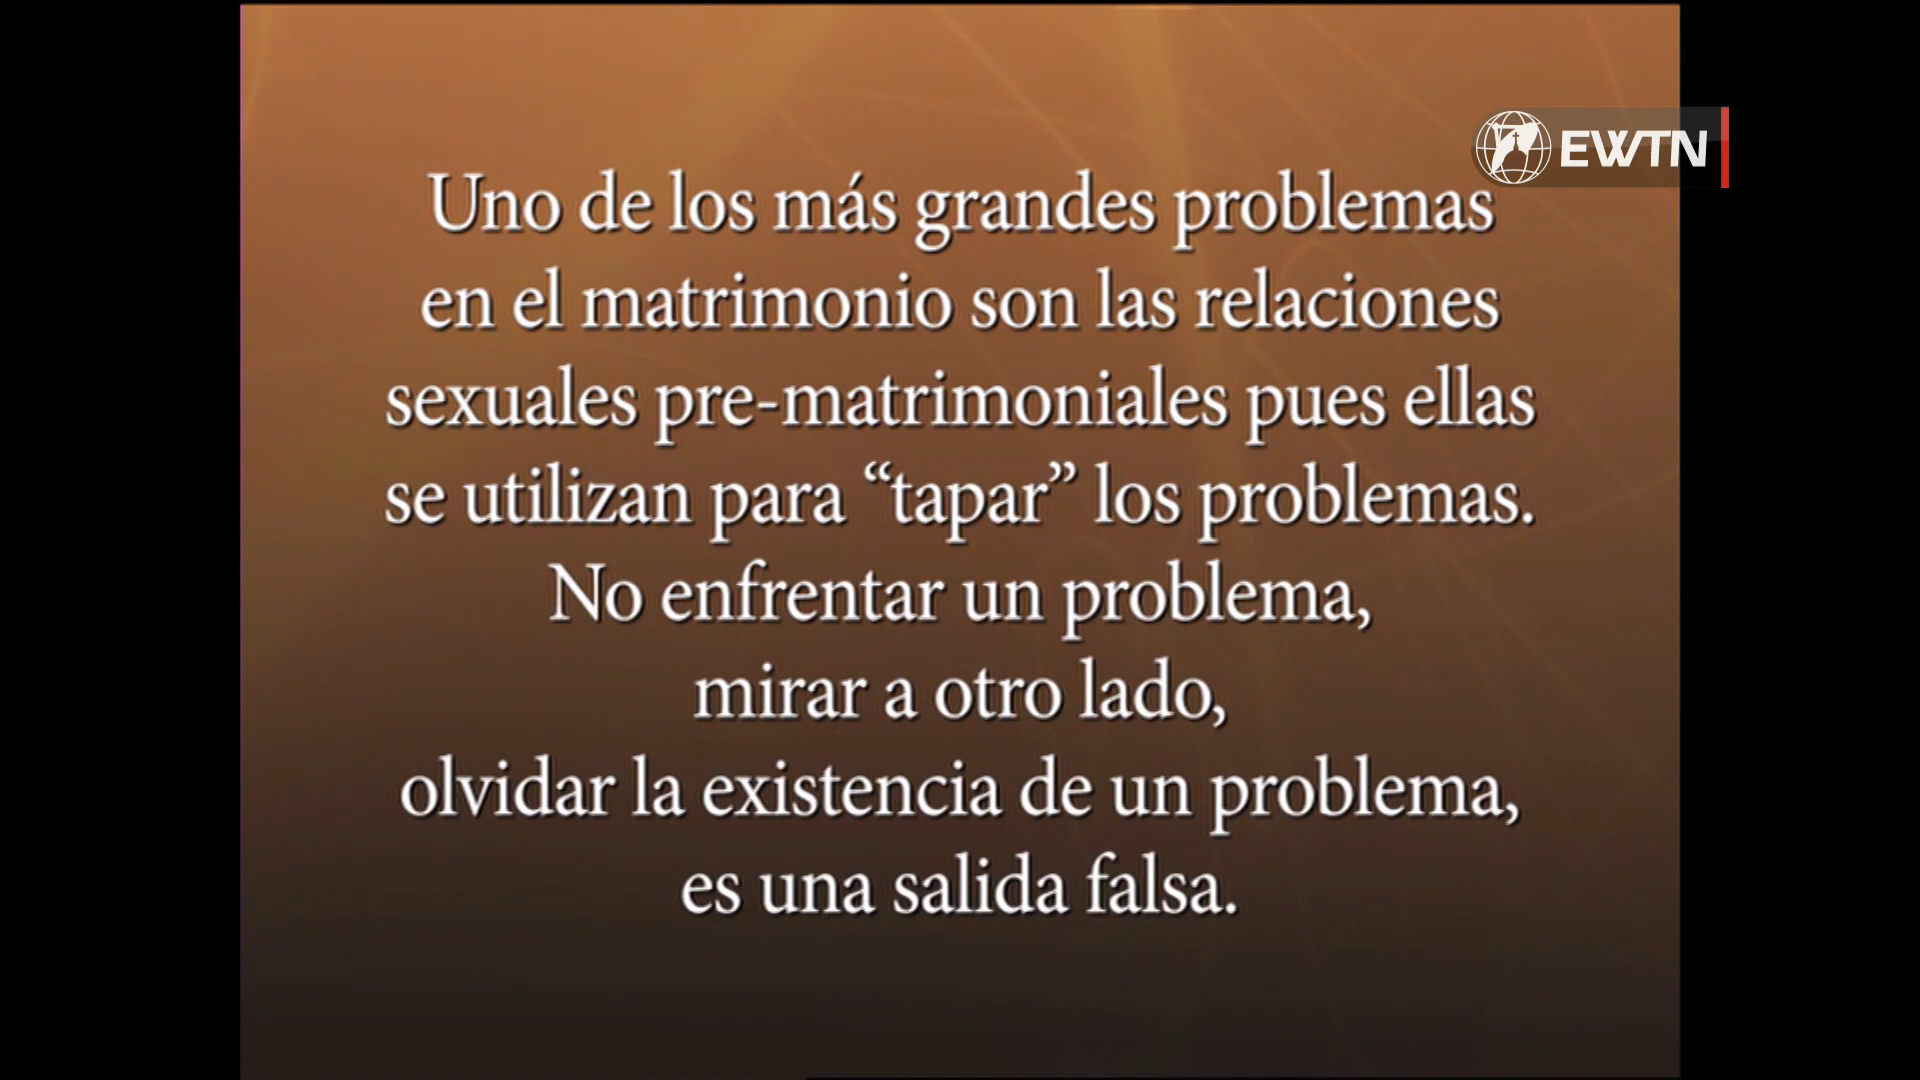 EWTN
Uno de los más grandes problemas
en el matrimonio son las relaciones
sexuales pre-matrimoniales pues ellas
se utilizan para “tapar” los problemas.
No enfrentar un problema,
mirar a otro lado,
olvidar la existencia de un problema,
es una salida falsa.